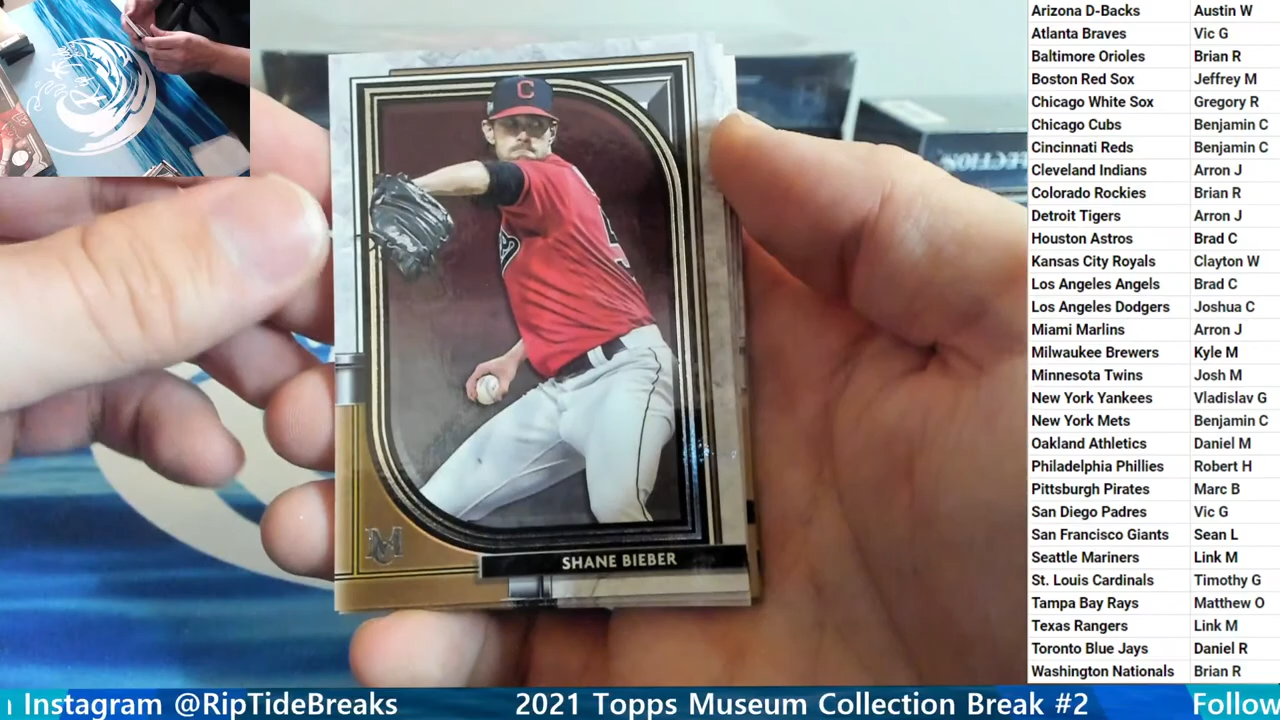 C
SHANE BIEBER
M
Arizona D-Backs Austin W
Atlanta Braves Vic G
Baltimore Orioles Brian R
Boston Red Sox Jeffrey M
Chicago White Sox Gregory R
Chicago Cubs Benjamin C
Cincinnati Reds Benjamin C
Cleveland Indians Arron J
Colorado Rockies Brian R
Detroit Tigers Arron J
Houston Astros Brad C
Kansas City Royals Clayton W
Los Angeles Angels Brad C
Los Angeles Dodgers Joshua C
Miami Marlins Arron J
Milwaukee Brewers Kyle M
Minnesota Twins Josh M
New York Yankees Vladislav G
New York Mets Benjamin C
Oakland Athletics Daniel M
Philadelphia Phillies Robert H
Pittsburgh Pirates Marc B
San Diego Padres Vic G
San Francisco Giants Sean L
Seattle Mariners Link M
St. Louis Cardinals Timothy G
Tampa Bay Rays Matthew O
Texas Rangers Link M
Toronto Blue Jays Daniel R
Washington Nationals Brian R
Instagram @RipTideBreaks 2021 Topps Museum Collection Break #2 Follow